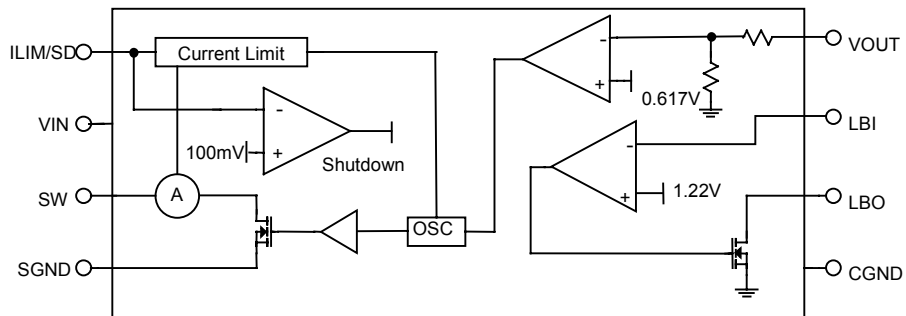 ILIM/SD
Current Limit
VOUT
-
+
0.617V
VIN
-
100mV
+
Shutdown
LBI
-
+
1.22V
SW
A
LBO
OSC
SGND
CGND